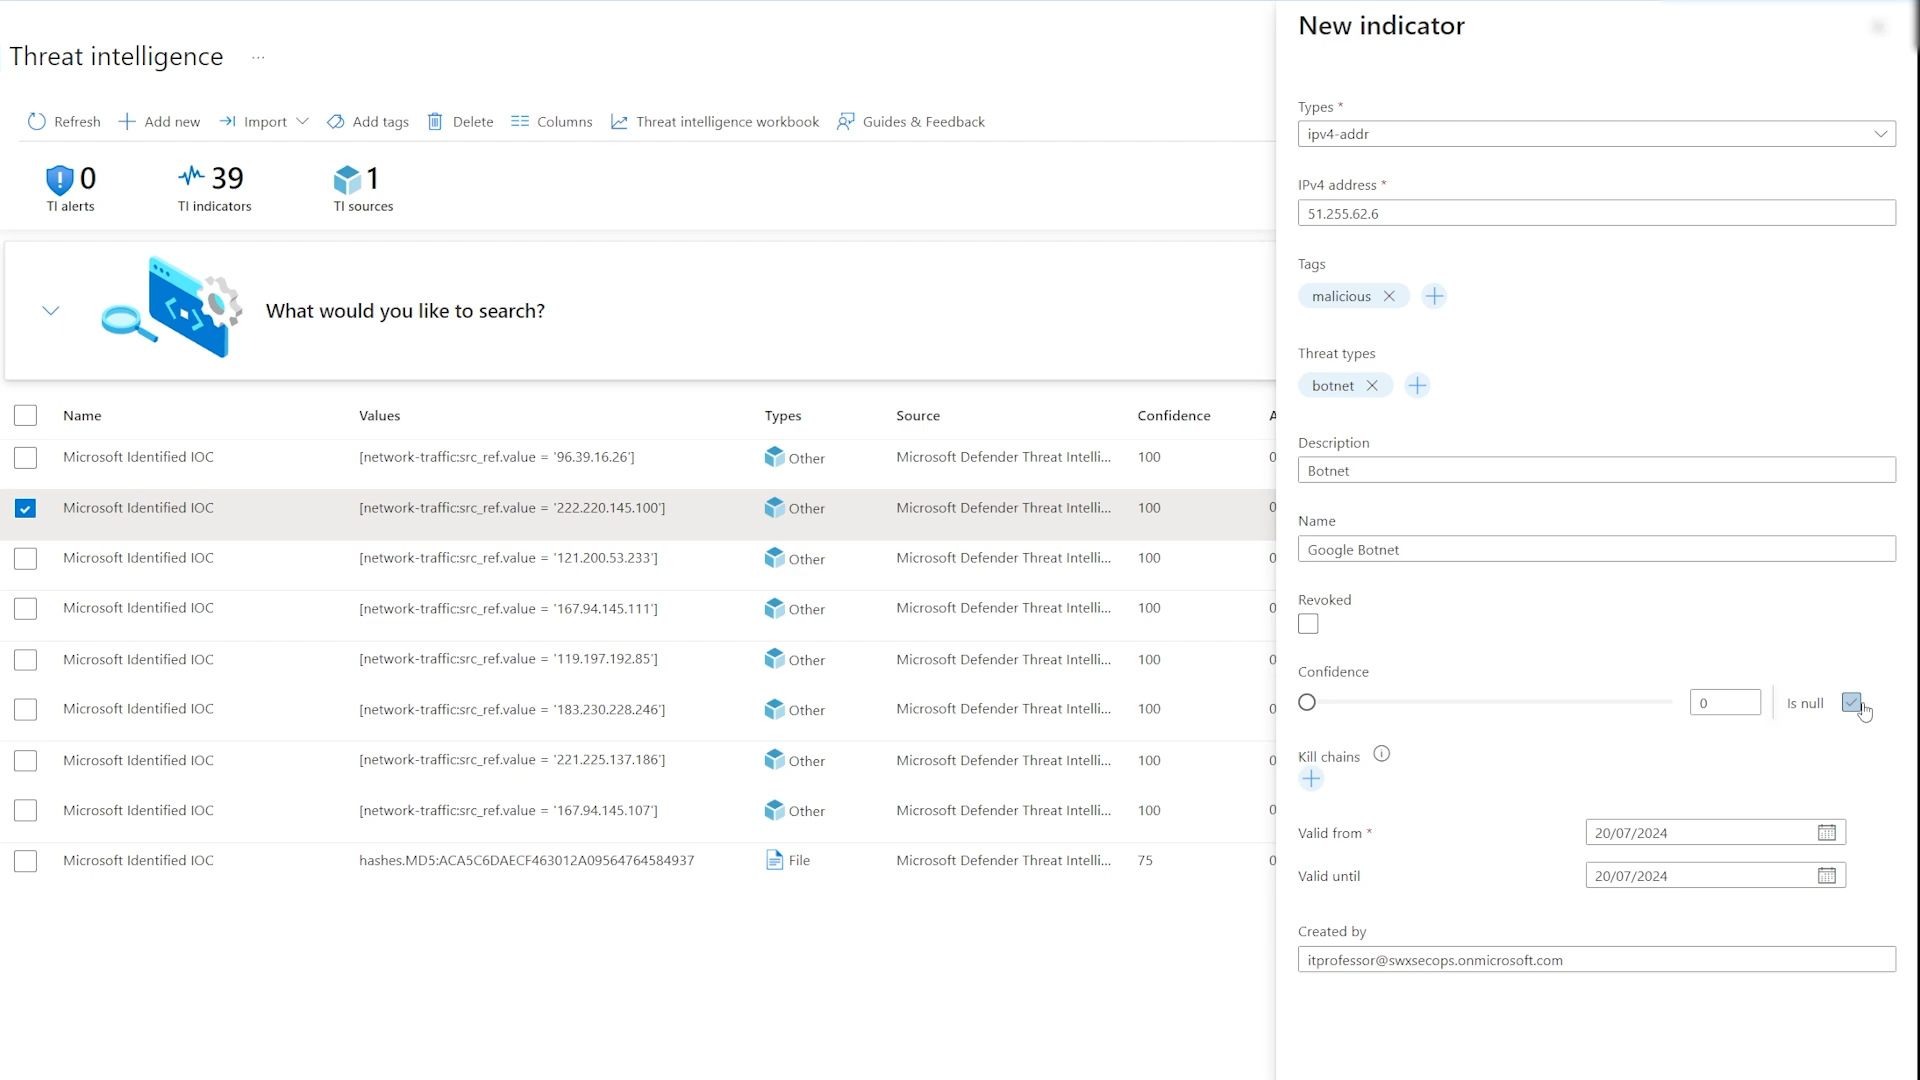 New indicator
Threat intelligence ...
Refresh Add new Import Add tags Delete Columns Threat intelligence workbook Guides & Feedback
0 39 1
TI alerts TI indicators TI sources
What would you like to search?
Name Values Types Source Confidence A
Microsoft Identified IOC [network-traffic:src_ref.value = '96.39.16.26'] Other Microsoft Defender Threat Intelli... 100 0
Microsoft Identified IOC [network-traffic:src_ref.value = '222.220.145.100'] Other Microsoft Defender Threat Intelli... 100 0
Microsoft Identified IOC [network-traffic:src_ref.value = '121.200.53.233'] Other Microsoft Defender Threat Intelli... 100 0
Microsoft Identified IOC [network-traffic:src_ref.value = '167.94.145.111'] Other Microsoft Defender Threat Intelli... 100 0
Microsoft Identified IOC [network-traffic:src_ref.value = '119.197.192.85'] Other Microsoft Defender Threat Intelli... 100 0
Microsoft Identified IOC [network-traffic:src_ref.value = '183.230.228.246'] Other Microsoft Defender Threat Intelli... 100 0
Microsoft Identified IOC [network-traffic:src_ref.value = '221.225.137.186'] Other Microsoft Defender Threat Intelli... 100 0
Microsoft Identified IOC [network-traffic:src_ref.value = '167.94.145.107'] Other Microsoft Defender Threat Intelli... 100 0
Microsoft Identified IOC hashes.MD5:ACA5C6DAECF463012A09564764584937 File Microsoft Defender Threat Intelli... 75 0
Types *
ipv4-addr
IPv4 address *
51.255.62.6
Tags
malicious
Threat types
botnet
Description
Botnet
Name
Google Botnet
Revoked
Confidence
0 Is null
Kill chains
Valid from * 20/07/2024
Valid until 20/07/2024
Created by
itprofessor@swxsecops.onmicrosoft.com